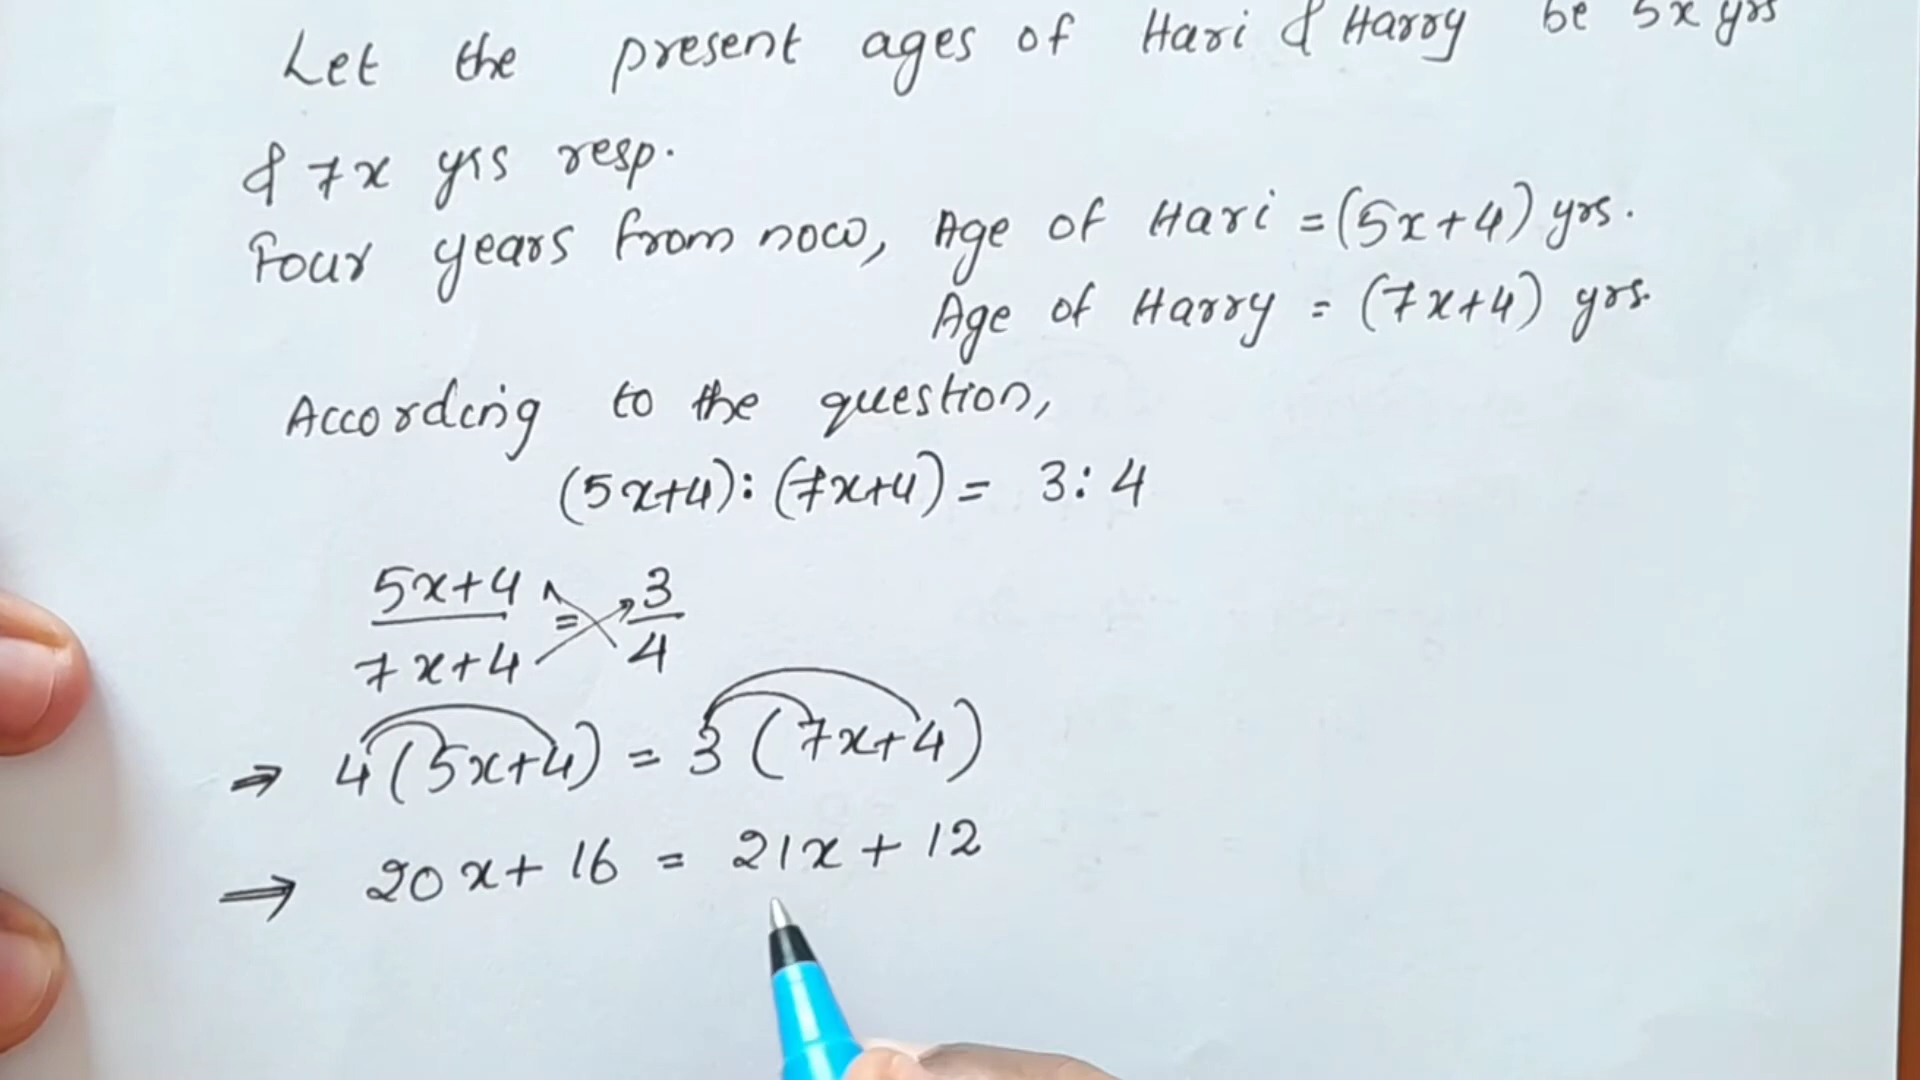 Let the present ages of Hari & Harry be 5x yrs
& 7x yrs resp.
Four years from now, Age of Hari = (5x+4) yrs.
Age of Harry = (7x+4) yrs.
According to the question,
(5x+4) : (7x+4) = 3 : 4
5x+4 = 3
7x+4 4
⇒ 4(5x+4) = 3(7x+4)
⇒ 20x + 16 = 21x + 12